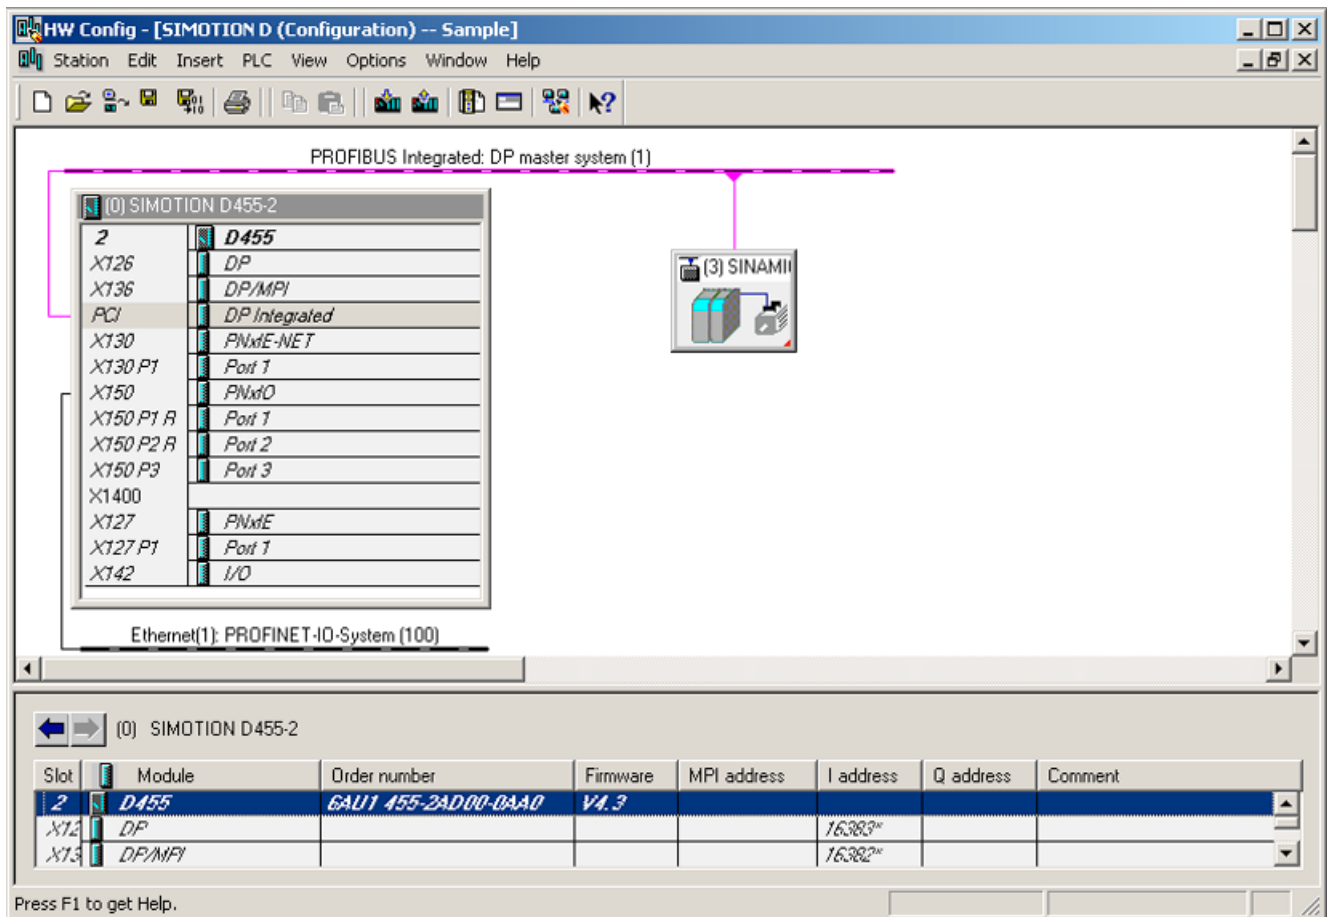 HW Config - [SIMOTION D (Configuration) -- Sample]
Station Edit Insert PLC View Options Window Help
PROFIBUS Integrated: DP master system (1)
(0) SIMOTION D455-2
2 D455
X126 DP
X136 DP/MPI
PCI DP Integrated
X130 PNxIE-NET
X130 P1 Port 1
X150 PNxIO
X150 P1 R Port 1
X150 P2 R Port 2
X150 P3 Port 3
X1400
X127 PNxIE
X127 P1 Port 1
X142 I/O
(3) SINAMI
Ethernet(1): PROFINET-IO-System (100)
(0) SIMOTION D455-2
Slot Module Order number Firmware MPI address I address Q address Comment
2 D455 6AU1 455-2AD00-0AA0 V4.3
X12 DP 16383*
X13 DP/MPI 16382*
Press F1 to get Help.